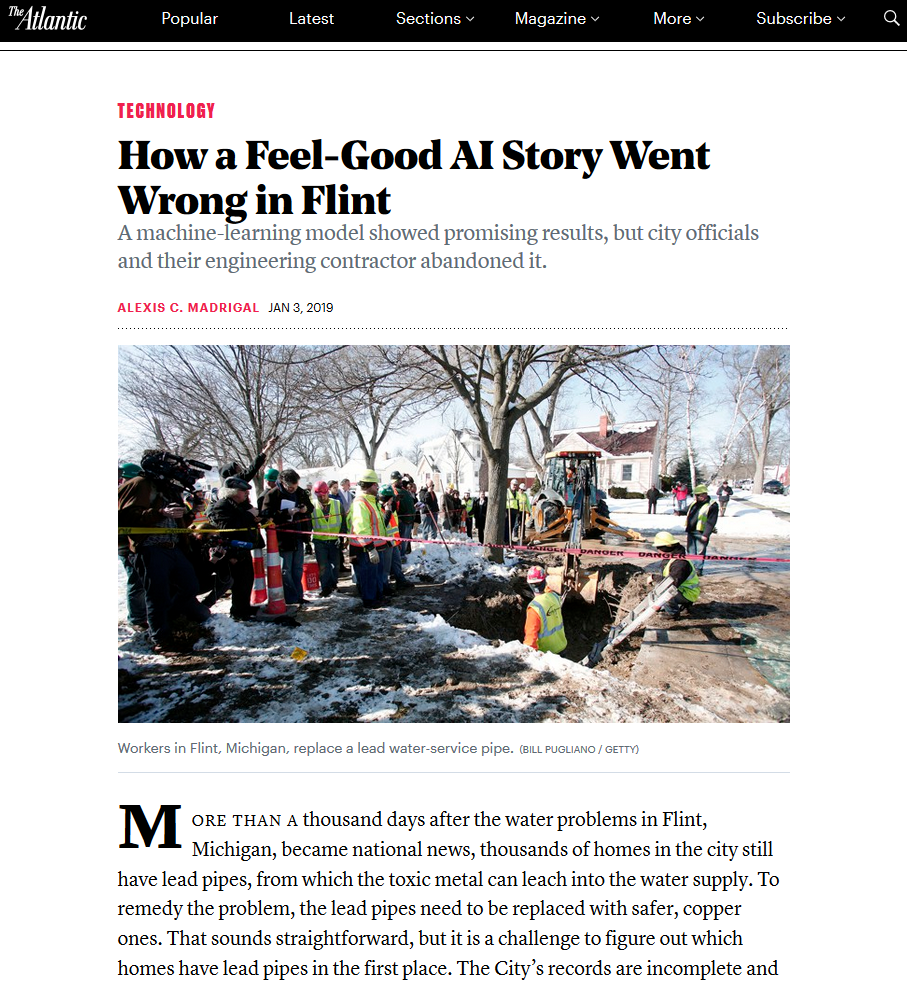 The Atlantic
Popular
Latest
Sections
Magazine
More
Subscribe
TECHNOLOGY
How a Feel-Good AI Story Went
Wrong in Flint
A machine-learning model showed promising results, but city officials
and their engineering contractor abandoned it.
ALEXIS C. MADRIGAL JAN 3, 2019
DANGER DANGER DANGER DANGER
Workers in Flint, Michigan, replace a lead water-service pipe. (BILL PUGLIANO / GETTY)
MORE THAN A thousand days after the water problems in Flint,
Michigan, became national news, thousands of homes in the city still
have lead pipes, from which the toxic metal can leach into the water supply. To
remedy the problem, the lead pipes need to be replaced with safer, copper
ones. That sounds straightforward, but it is a challenge to figure out which
homes have lead pipes in the first place. The City’s records are incomplete and